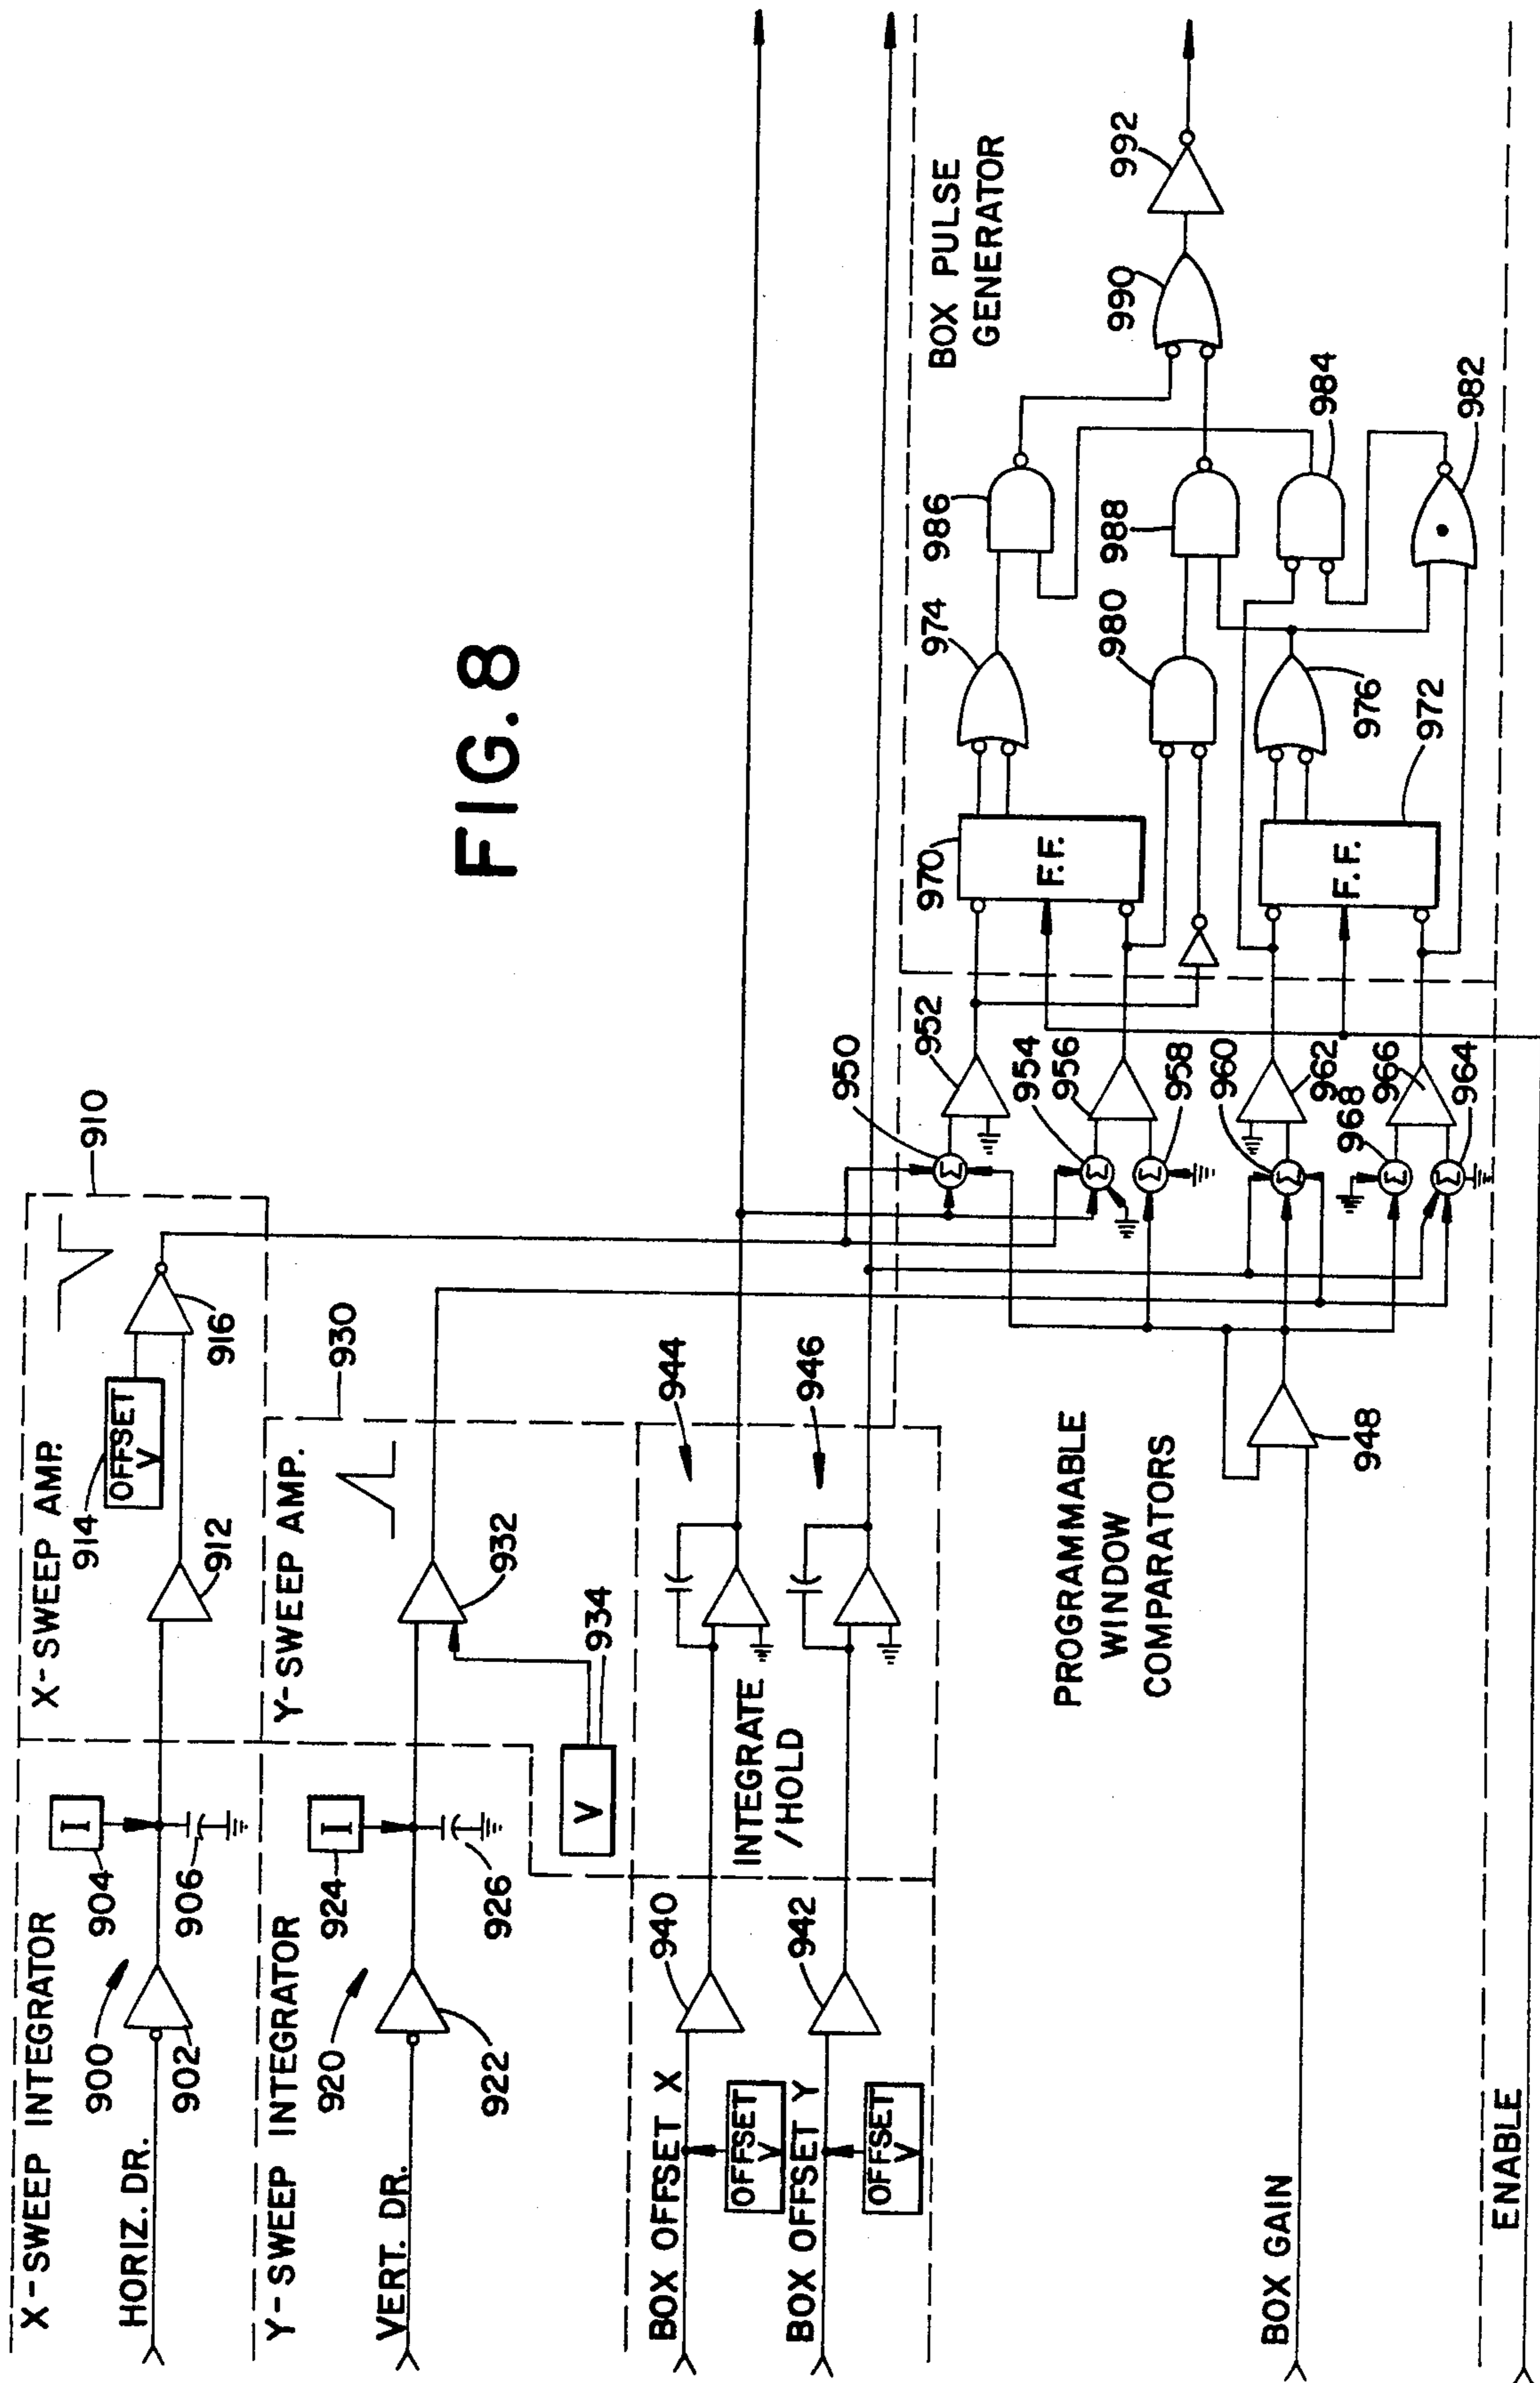 FIG. 8
X-SWEEP INTEGRATOR
HORIZ. DR.
900
902
904
I
906
X-SWEEP AMP.
910
912
914
OFFSET
V
916
Y-SWEEP INTEGRATOR
VERT. DR.
920
922
924
I
926
Y-SWEEP AMP.
930
932
934
V
BOX OFFSET X
OFFSET
V
940
BOX OFFSET Y
OFFSET
V
942
INTEGRATE
/HOLD
944
946
BOX GAIN
948
PROGRAMMABLE
WINDOW
COMPARATORS
950
Σ
952
954
Σ
956
958
Σ
960
Σ
962
968
Σ
966
964
Σ
ENABLE
BOX PULSE
GENERATOR
970
F.F.
972
F.F.
974
976
980
982
984
986
988
990
992